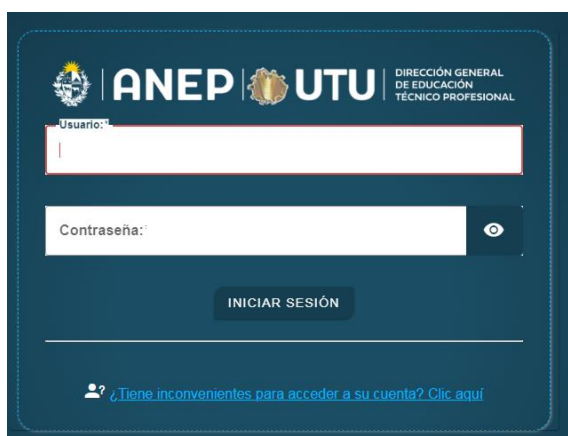 ANEP UTU DIRECCIÓN GENERAL
DE EDUCACIÓN
TÉCNICO PROFESIONAL
Usuario:*
Contraseña:*
INICIAR SESIÓN
¿Tiene inconvenientes para acceder a su cuenta? Clic aquí